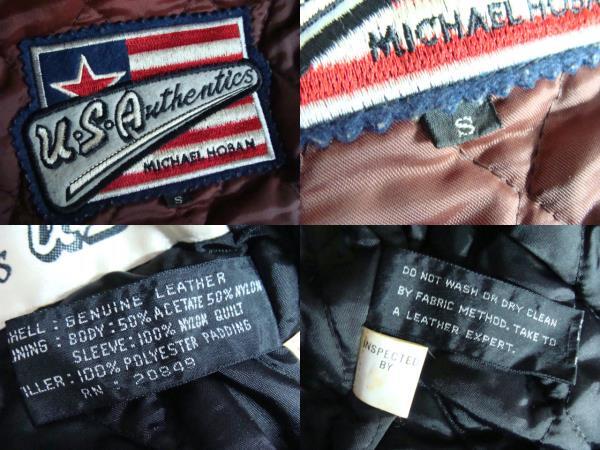 U.S.Authentics
MICHAEL HOBAN
S
MICHAEL HOBAN
S
HELL : GENUINE LEATHER
INING : BODY : 50% ACETATE 50% NYLON
SLEEVE : 100% NYLON QUILT
ILLER : 100% POLYESTER PADDING
RN : 20849
DO NOT WASH OR DRY CLEAN
BY FABRIC METHOD. TAKE TO
A LEATHER EXPERT.
INSPECTED
BY